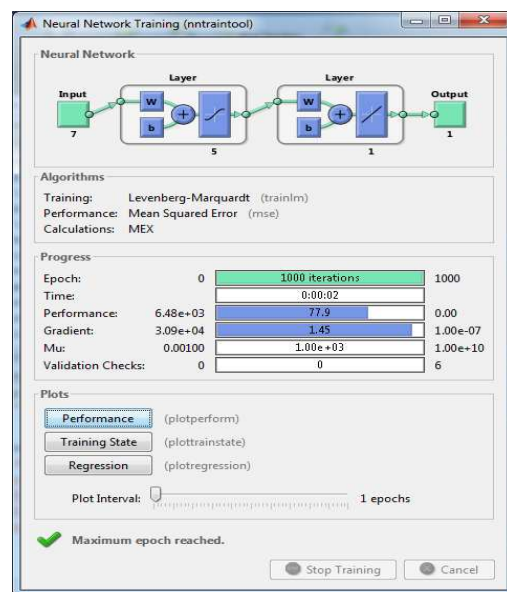 Neural Network Training (nntraintool)
Neural Network
Layer Layer
Input Output
W W
+ +
b b
7 1
5 1
Algorithms
Training: Levenberg-Marquardt (trainlm)
Performance: Mean Squared Error (mse)
Calculations: MEX
Progress
Epoch: 0 1000 iterations 1000
Time: 0:00:02
Performance: 6.48e+03 77.9 0.00
Gradient: 3.09e+04 1.45 1.00e-07
Mu: 0.00100 1.00e+03 1.00e+10
Validation Checks: 0 0 6
Plots
Performance (plotperform)
Training State (plottrainstate)
Regression (plotregression)
Plot Interval: 1 epochs
Maximum epoch reached.
Stop Training Cancel